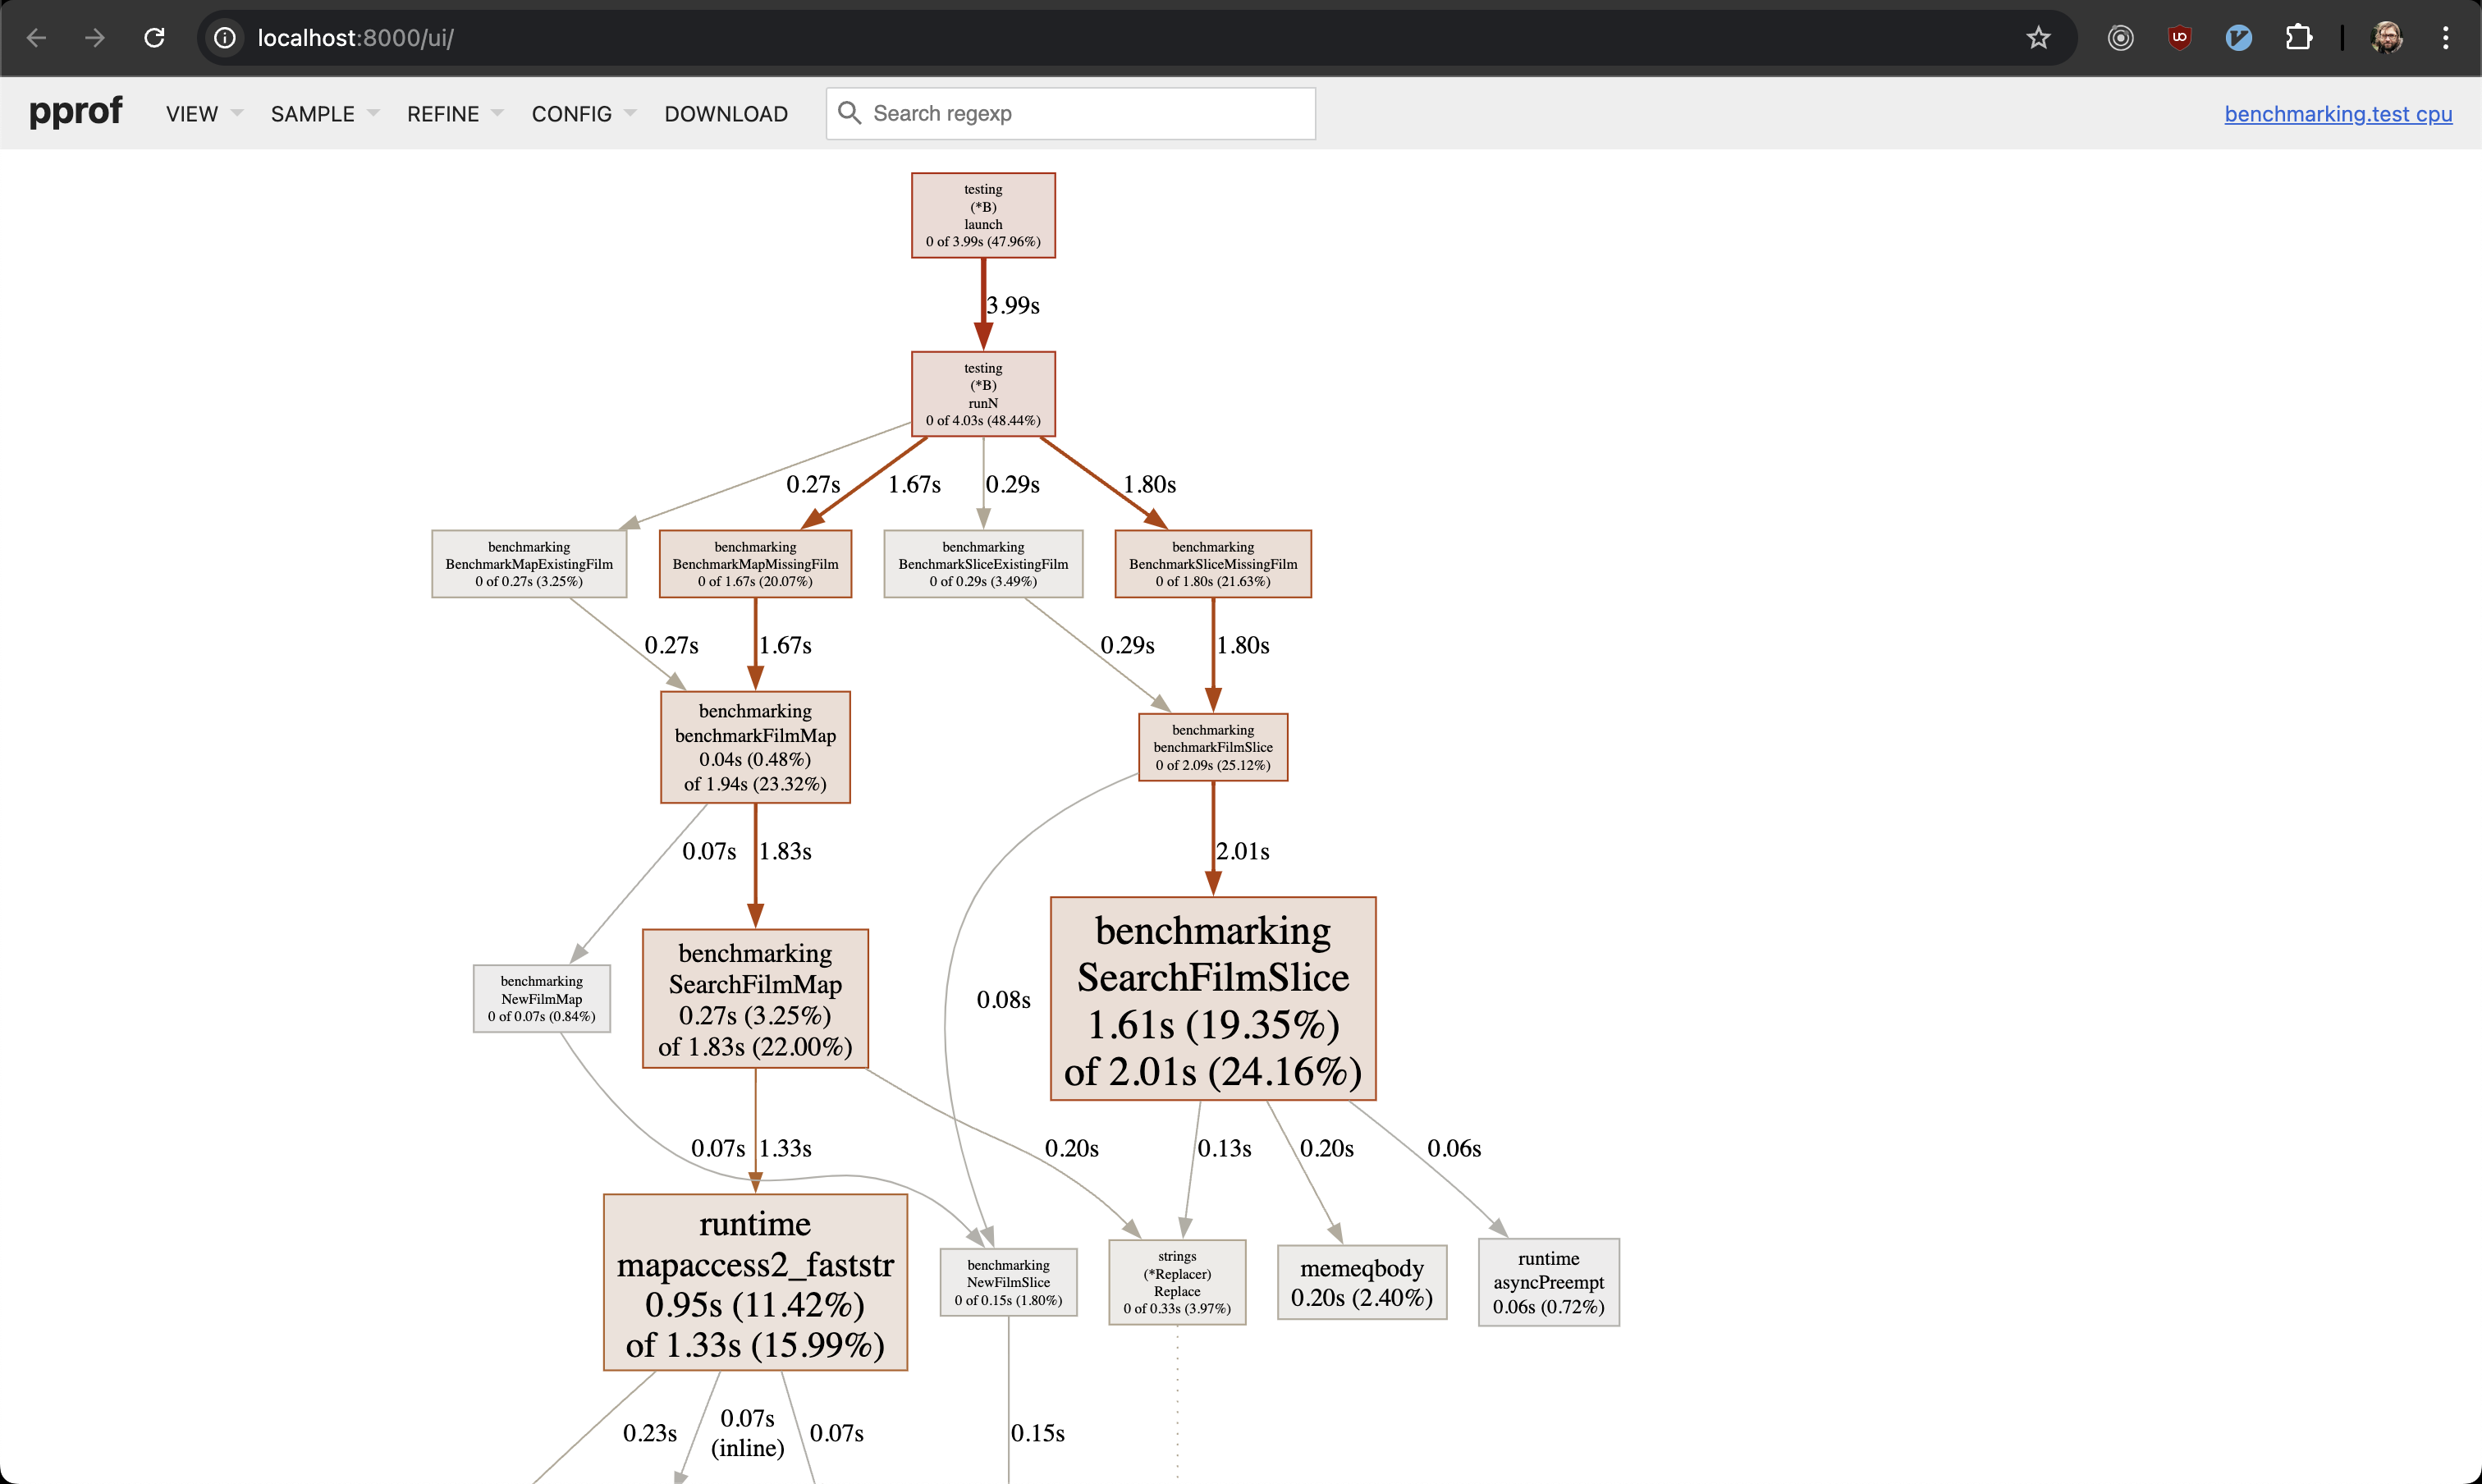 localhost:8000/ui/
pprof
VIEW
SAMPLE
REFINE
CONFIG
DOWNLOAD
Search regexp
benchmarking.test cpu
testing
(*B)
launch
0 of 3.99s (47.96%)
3.99s
testing
(*B)
runN
0 of 4.03s (48.44%)
0.27s
1.67s
0.29s
1.80s
benchmarking
BenchmarkMapExistingFilm
0 of 0.27s (3.25%)
benchmarking
BenchmarkMapMissingFilm
0 of 1.67s (20.07%)
benchmarking
BenchmarkSliceExistingFilm
0 of 0.29s (3.49%)
benchmarking
BenchmarkSliceMissingFilm
0 of 1.80s (21.63%)
0.27s
1.67s
0.29s
1.80s
benchmarking
benchmarkFilmMap
0.04s (0.48%)
of 1.94s (23.32%)
benchmarking
benchmarkFilmSlice
0 of 2.09s (25.12%)
0.07s
1.83s
2.01s
benchmarking
NewFilmMap
0 of 0.07s (0.84%)
benchmarking
SearchFilmMap
0.27s (3.25%)
of 1.83s (22.00%)
0.08s
benchmarking
SearchFilmSlice
1.61s (19.35%)
of 2.01s (24.16%)
0.07s
1.33s
0.20s
0.13s
0.20s
0.06s
runtime
mapaccess2_faststr
0.95s (11.42%)
of 1.33s (15.99%)
benchmarking
NewFilmSlice
0 of 0.15s (1.80%)
strings
(*Replacer)
Replace
0 of 0.33s (3.97%)
memeqbody
0.20s (2.40%)
runtime
asyncPreempt
0.06s (0.72%)
0.23s
0.07s
(inline)
0.07s
0.15s